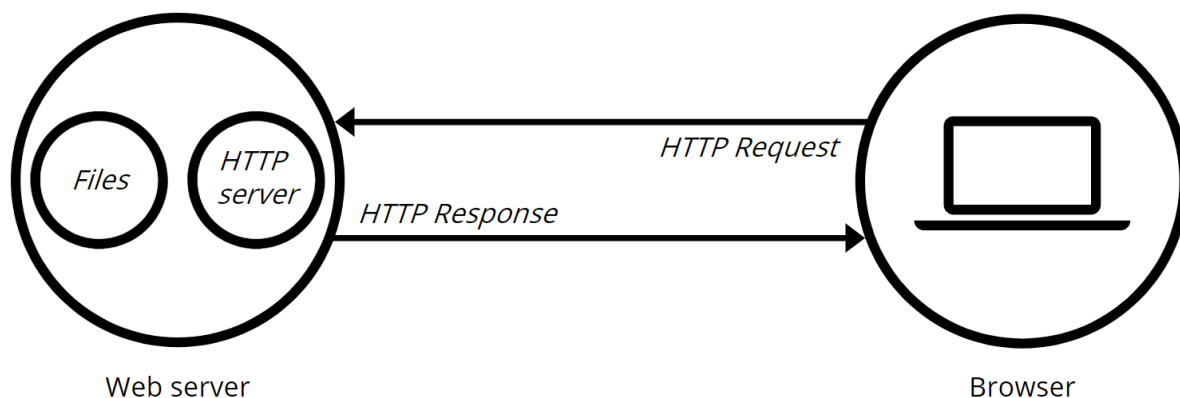 Files
HTTP
server
HTTP Request
HTTP Response
Web server
Browser